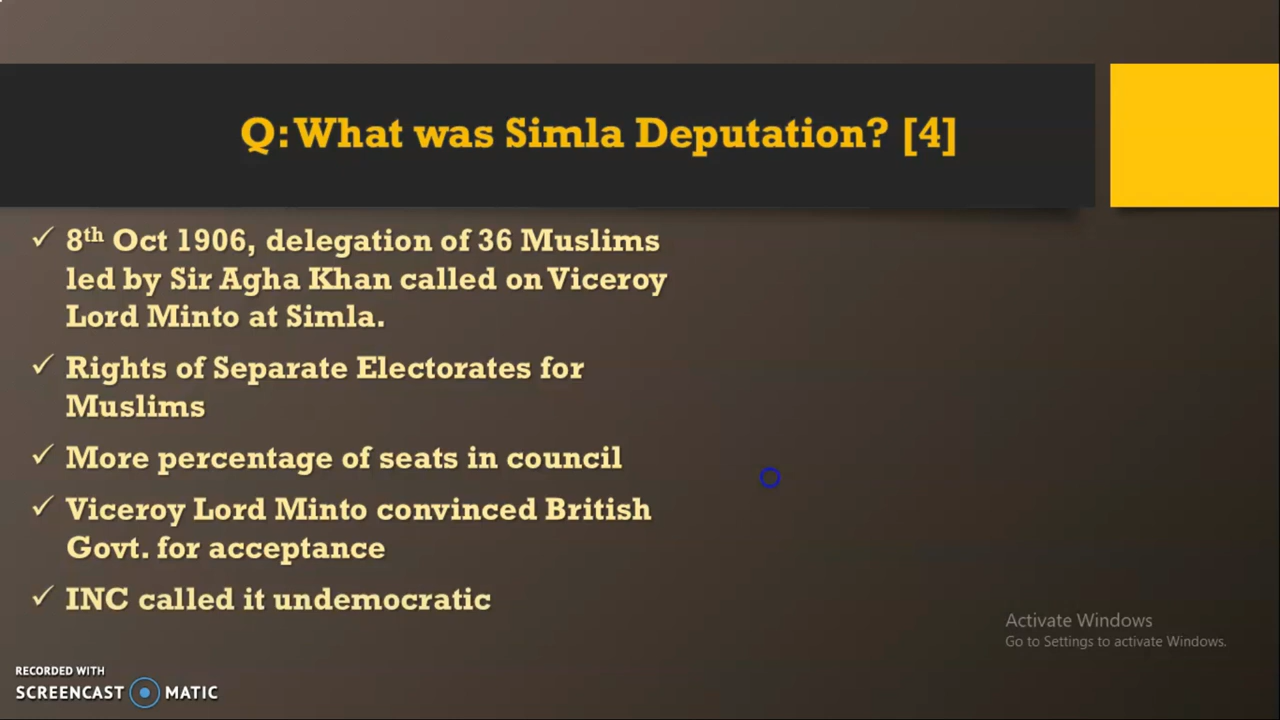 Q: What was Simla Deputation? [4]
✓ 8th Oct 1906, delegation of 36 Muslims
led by Sir Agha Khan called on Viceroy
Lord Minto at Simla.
✓ Rights of Separate Electorates for
Muslims
✓ More percentage of seats in council
✓ Viceroy Lord Minto convinced British
Govt. for acceptance
✓ INC called it undemocratic
Activate Windows
Go to Settings to activate Windows.
RECORDED WITH
SCREENCAST MATIC